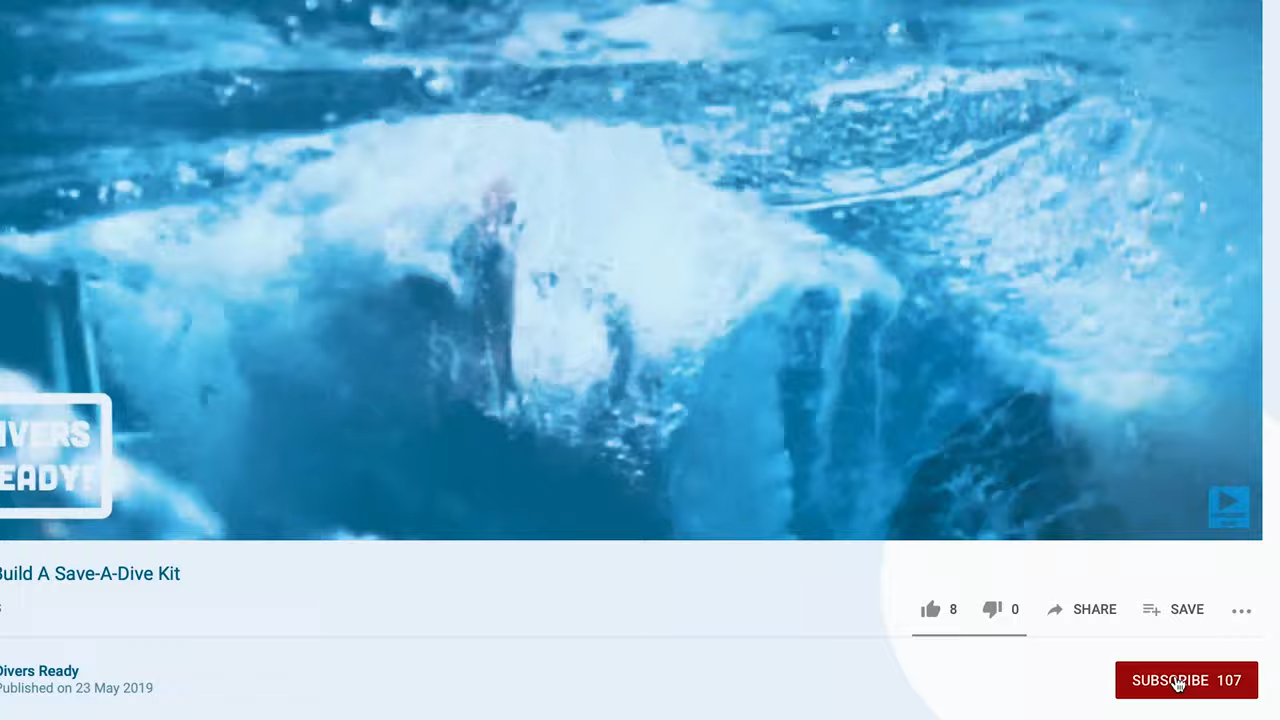 IVERS
EADY!
Build A Save-A-Dive Kit
8 0 SHARE SAVE
Divers Ready
Published on 23 May 2019
SUBSCRIBE 107